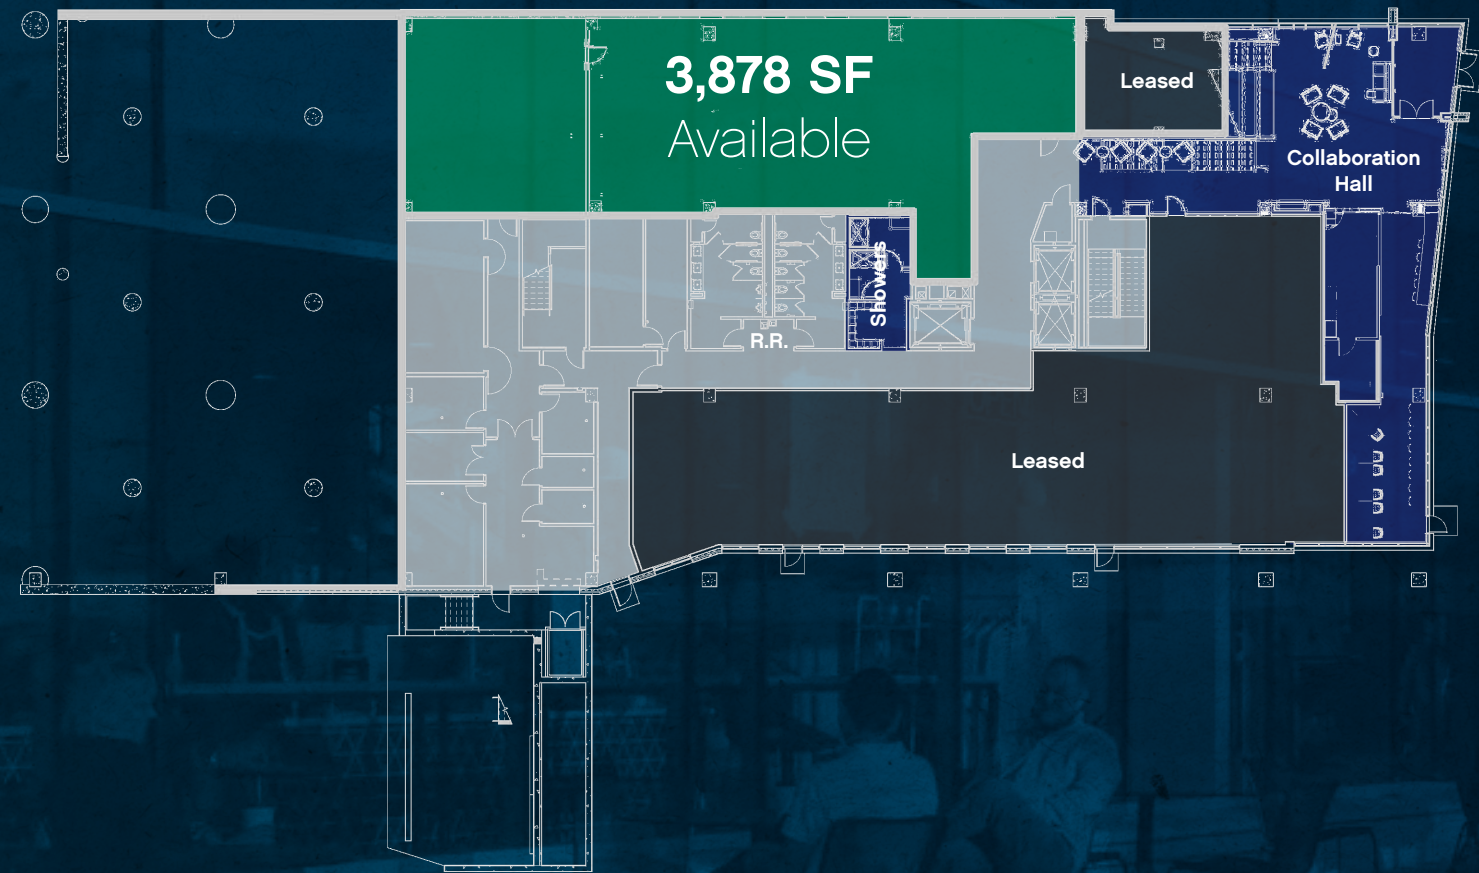 3,878 SF
Available
Leased
Collaboration
Hall
Showers
R.R.
Leased